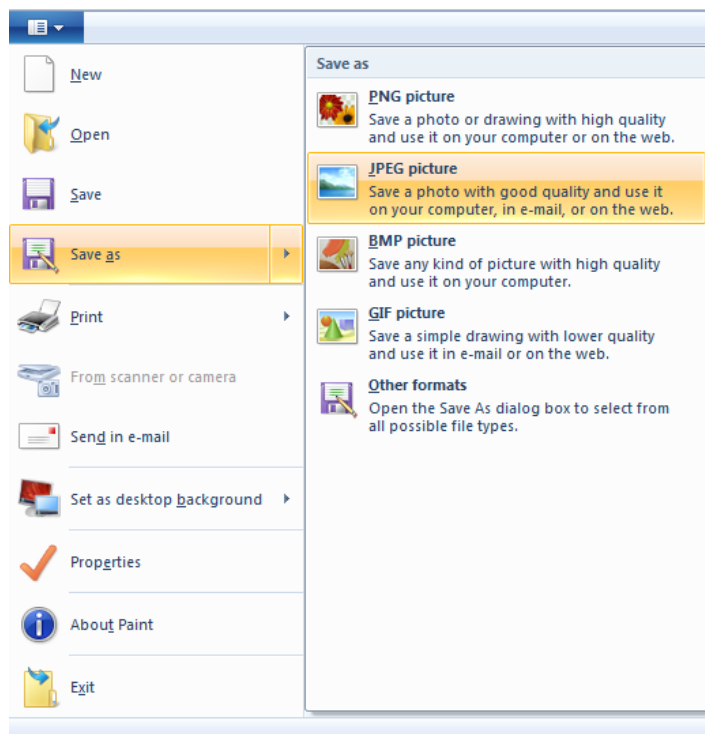 New
Open
Save
Save as
Print
From scanner or camera
Send in e-mail
Set as desktop background
Properties
About Paint
Exit
Save as
PNG picture
Save a photo or drawing with high quality
and use it on your computer or on the web.
JPEG picture
Save a photo with good quality and use it
on your computer, in e-mail, or on the web.
BMP picture
Save any kind of picture with high quality
and use it on your computer.
GIF picture
Save a simple drawing with lower quality
and use it in e-mail or on the web.
Other formats
Open the Save As dialog box to select from
all possible file types.